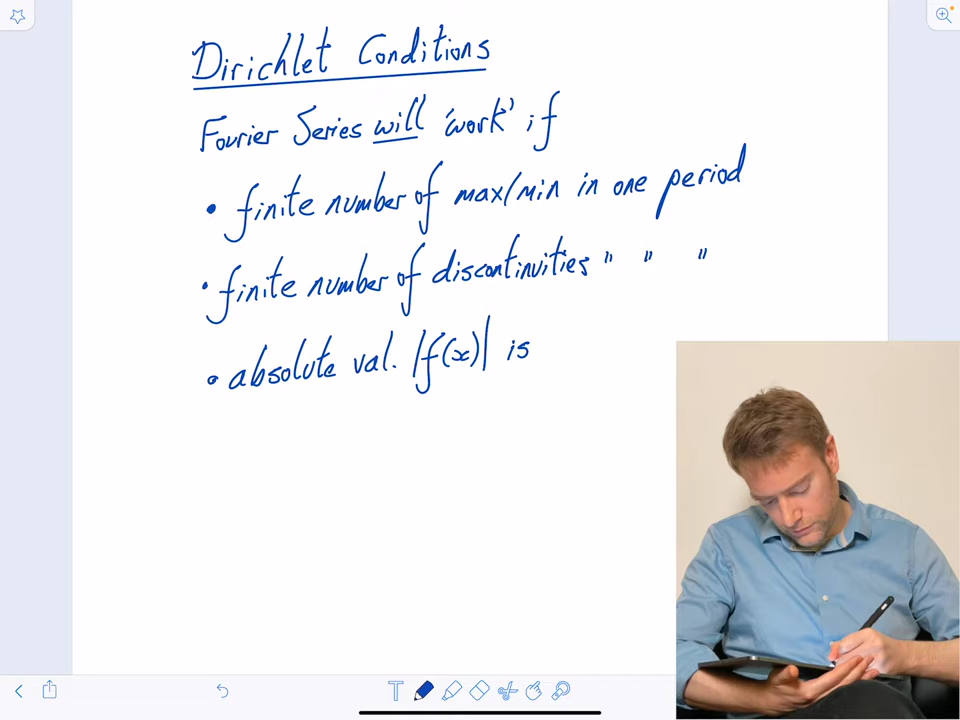 Dirichlet Conditions
Fourier Series will 'work' if
• finite number of max/min in one period
• finite number of discontinuities " " "
• absolute val. |f(x)| is